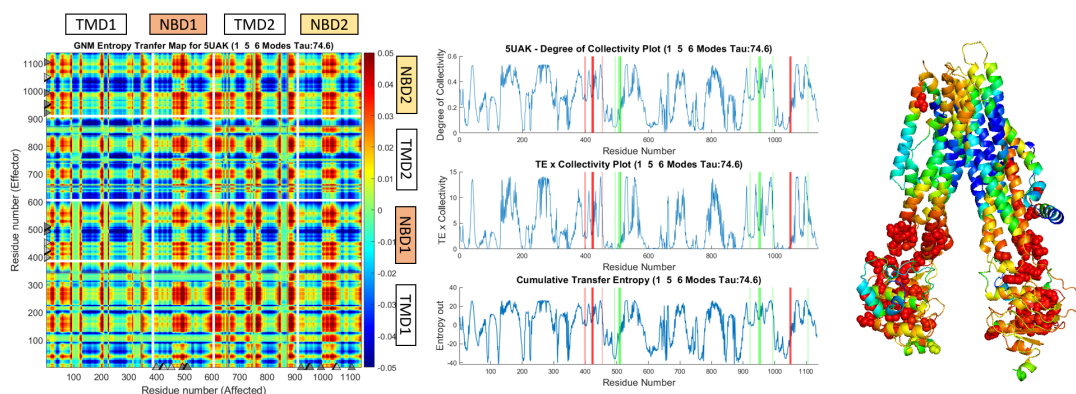 TMD1 NBD1 TMD2 NBD2
GNM Entropy Tranfer Map for 5UAK (1 5 6 Modes Tau:74.6)
Residue number (Effector)
1100
1000
900
800
700
600
500
400
300
200
100
100 200 300 400 500 600 700 800 900 1000 1100
Residue number (Affected)
0.05
0.04
0.03
0.02
0.01
0
-0.01
-0.02
-0.03
-0.04
-0.05
NBD2
TMD2
NBD1
TMD1
5UAK - Degree of Collectivity Plot (1 5 6 Modes Tau:74.6)
Degree of Collectivity
0.6
0.4
0.2
0
100 200 300 400 500 600 700 800 900 1000 1100
Residue Number
TE x Collectivity Plot (1 5 6 Modes Tau:74.6)
TE x Collectivity
15
10
5
0
100 200 300 400 500 600 700 800 900 1000 1100
Residue Number
Cumulative Transfer Entropy (1 5 6 Modes Tau:74.6)
Entropy out
40
20
0
-20
-40
100 200 300 400 500 600 700 800 900 1000 1100
Residue Number